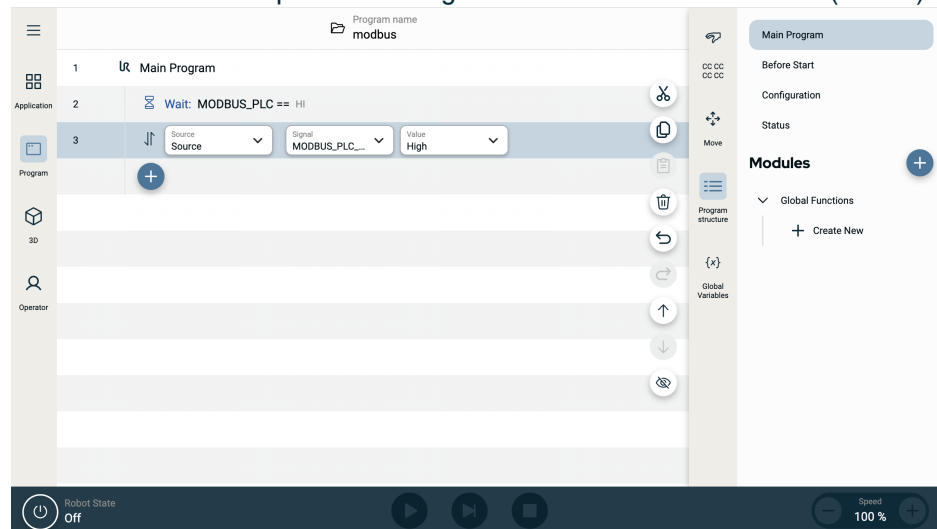 Program name
modbus
Main Program
1
Main Program
Before Start
CC CC
CC CC
Application
2
Wait: MODBUS_PLC == HI
Configuration
Status
Move
3
Source
Source
Signal
MODBUS_PLC_...
Value
High
Program
Modules
Global Functions
Program
structure
Create New
3D
{x}
Global
Variables
Operator
Robot State
Off
Speed
100 %